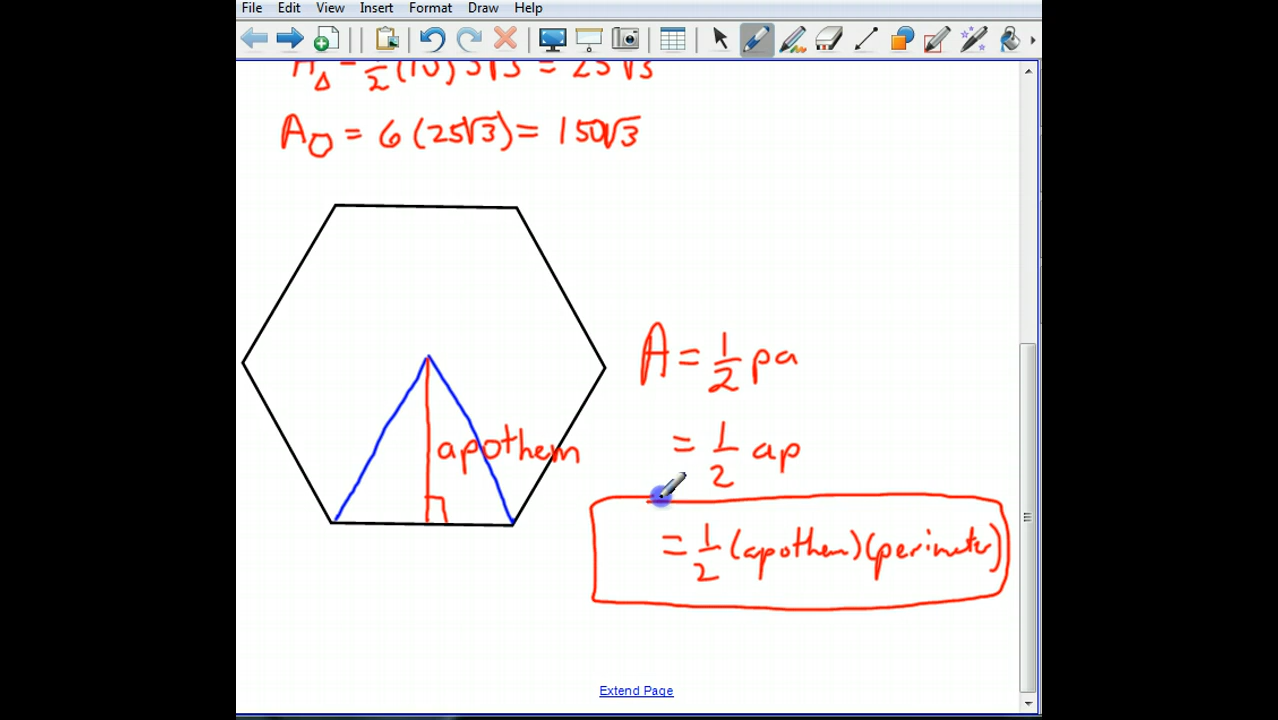 File Edit View Insert Format Draw Help
A△ = 1/2 (10) 5√3 = 25√3
A⬡ = 6 (25√3) = 150√3
A = 1/2 pa
apothem
= 1/2 ap
= 1/2 (apothem)(perimeter)
Extend Page